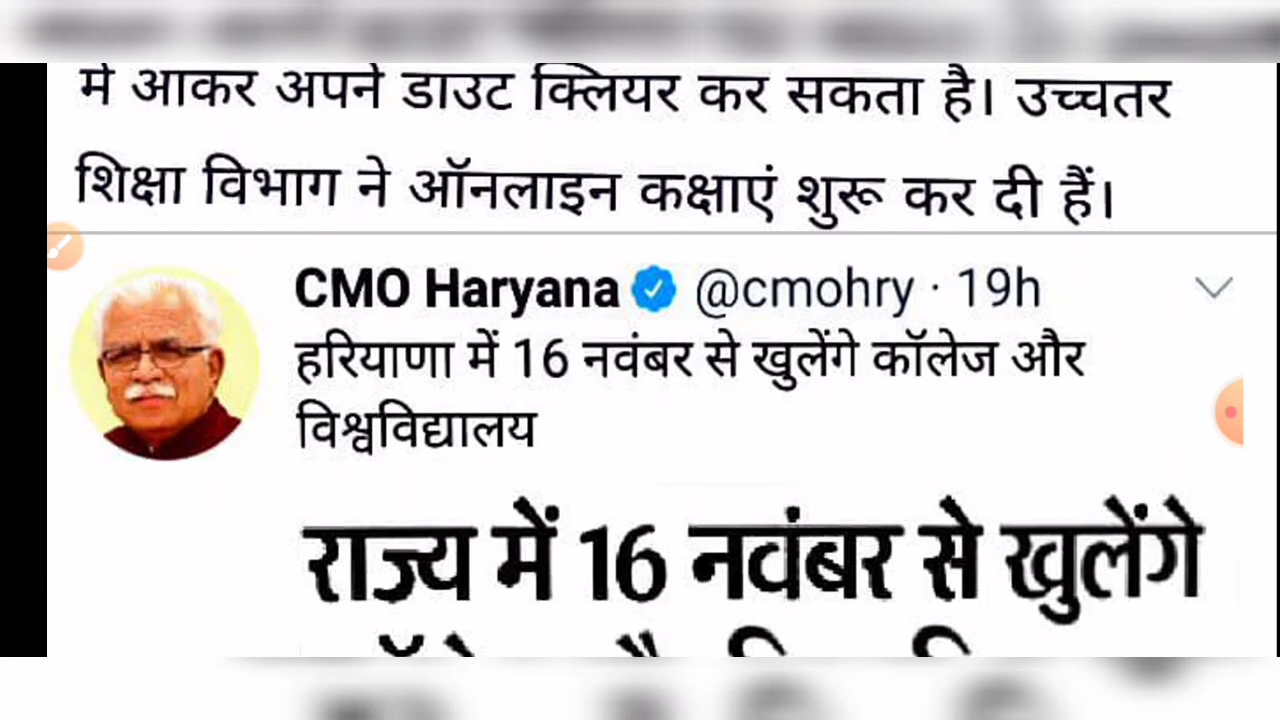 में आकर अपने डाउट क्लियर कर सकता है। उच्चतर
शिक्षा विभाग ने ऑनलाइन कक्षाएं शुरू कर दी हैं।
CMO Haryana @cmohry · 19h
हरियाणा में 16 नवंबर से खुलेंगे कॉलेज और
विश्वविद्यालय
राज्य में 16 नवंबर से खुलेंगे